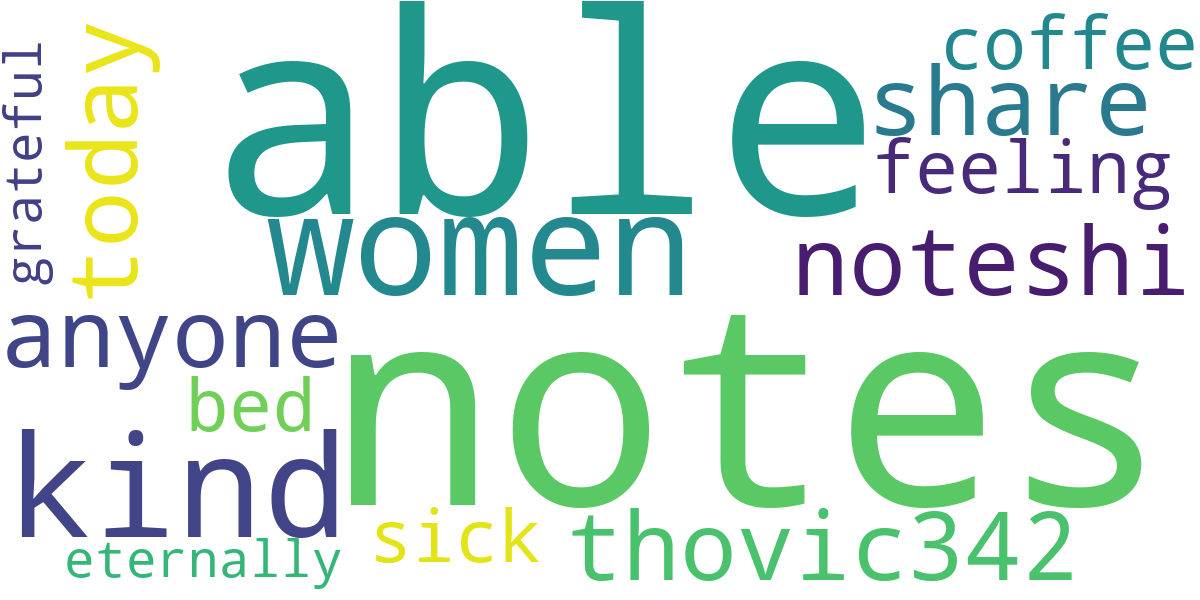 grateful
today
able
coffee
share
feeling
women
noteshi
anyone
notes
bed
kind
sick
thovic342
eternally